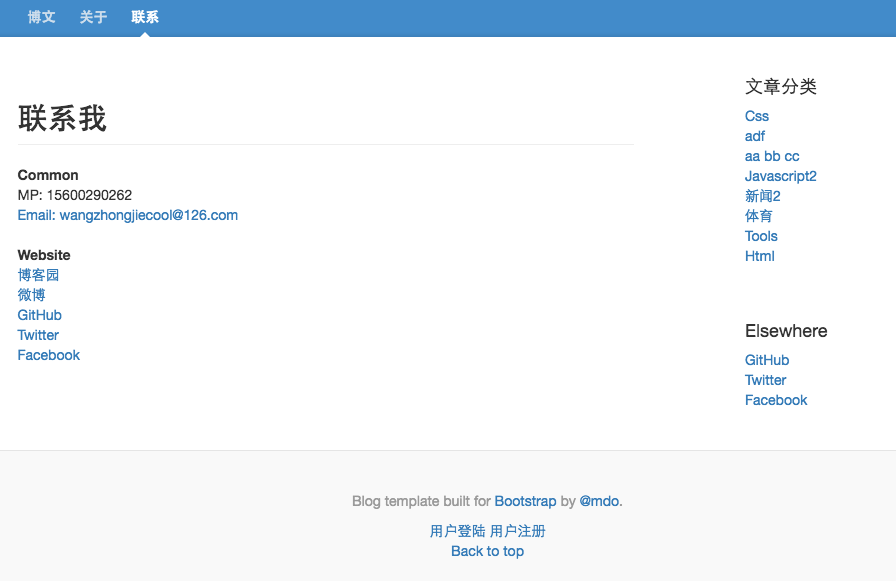 博文 关于 联系
联系我
Common
MP: 15600290262
Email: wangzhongjiecool@126.com
Website
博客园
微博
GitHub
Twitter
Facebook
文章分类
Css
adf
aa bb cc
Javascript2
新闻2
体育
Tools
Html
Elsewhere
GitHub
Twitter
Facebook
Blog template built for Bootstrap by @mdo.
用户登陆 用户注册
Back to top